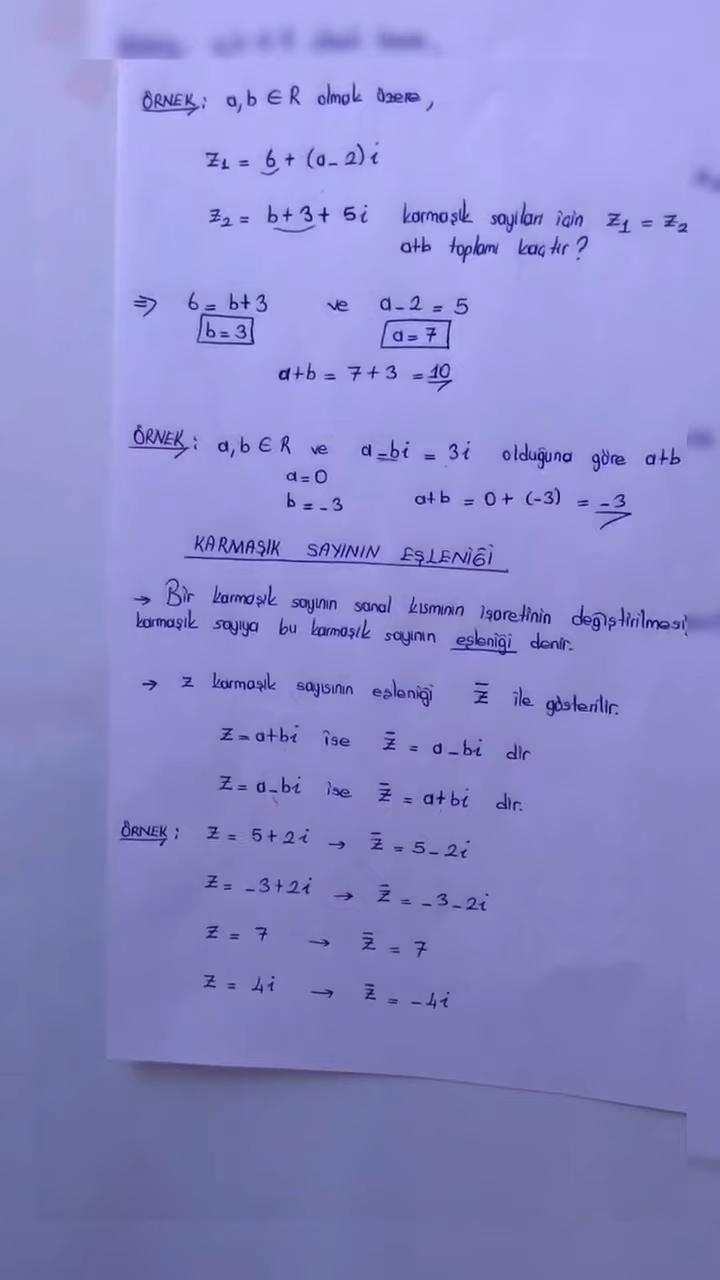 ÖRNEK: a,b ∈ R olmak üzere,
z₁ = 6 + (a-2)i
z₂ = b+3+5i karmaşık sayıları için z₁ = z₂
a+b toplamı kaçtır?
⇒ 6 = b+3 ve a-2 = 5
b=3 a=7
a+b = 7+3 = 10
ÖRNEK: a,b ∈ R ve a-bi = 3i olduğuna göre a+b
a=0
b=-3 a+b = 0+(-3) = -3
KARMAŞIK SAYININ EŞLENİĞİ
→ Bir karmaşık sayının sanal kısmının işaretinin değiştirilmesi
karmaşık sayıya bu karmaşık sayının eşleniği denir.
→ z karmaşık sayısının eşleniği z̄ ile gösterilir.
z=a+bi ise z̄ = a-bi dir
z=a-bi ise z̄ = a+bi dir.
ÖRNEK: z = 5+2i → z̄ = 5-2i
z = -3+2i → z̄ = -3-2i
z = 7 → z̄ = 7
z = 4i → z̄ = -4i